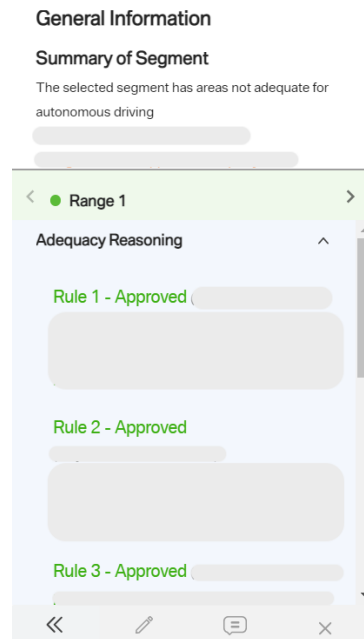 General Information
Summary of Segment
The selected segment has areas not adequate for
autonomous driving
Range 1
Adequacy Reasoning
Rule 1 - Approved
Rule 2 - Approved
Rule 3 - Approved